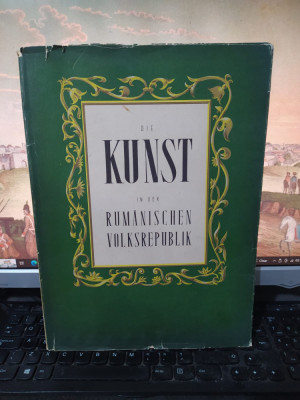 DIE
KUNST
IN DER
RUMÄNISCHEN
VOLKSREPUBLIK